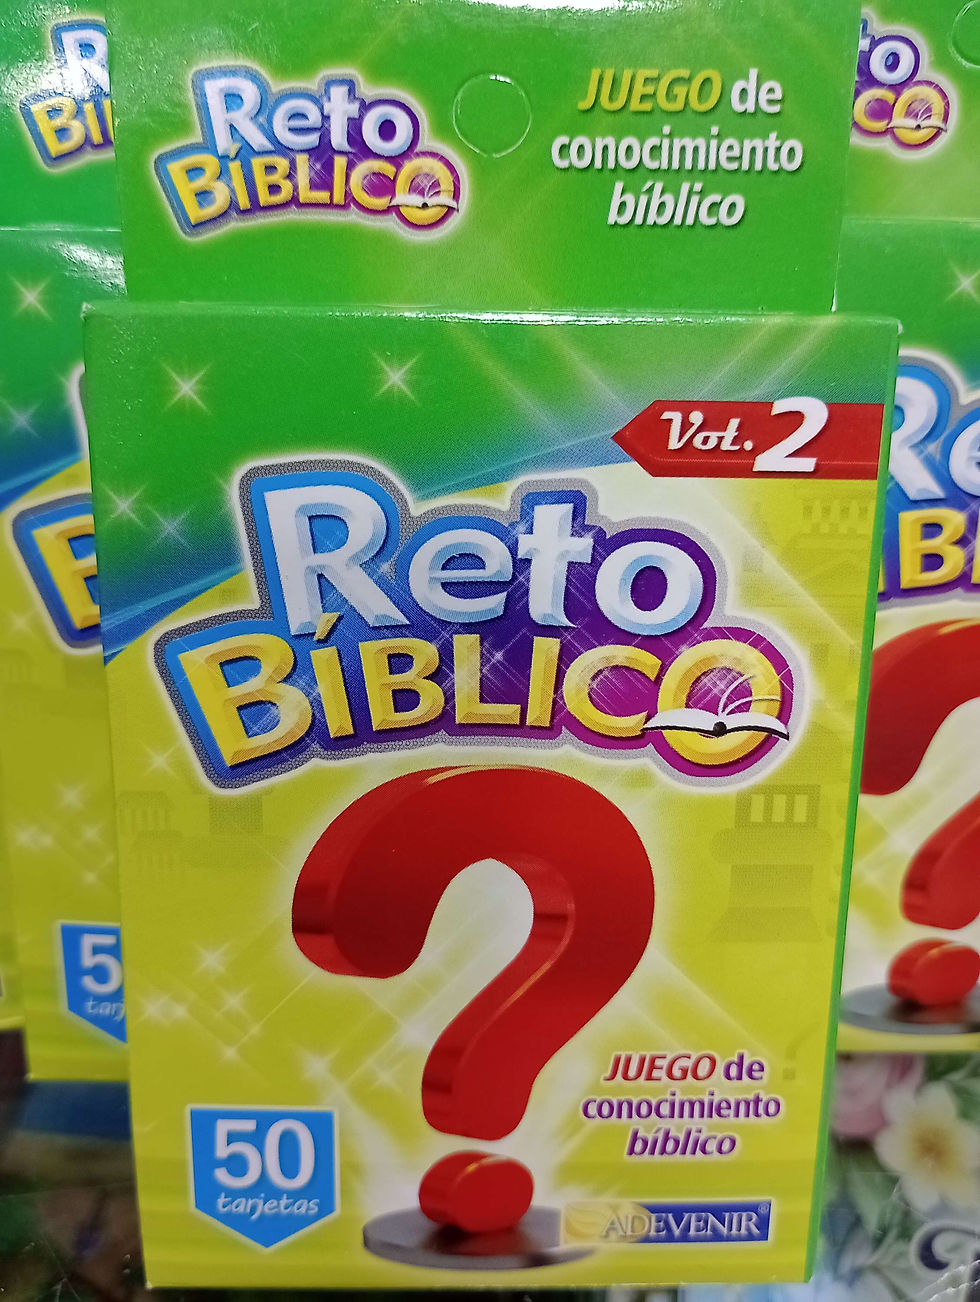 Reto
BÍBLICO
JUEGO de
conocimiento
bíblico
Vol. 2
Reto
BÍBLICO
50
tarjetas
JUEGO de
conocimiento
bíblico
ADEVENIR®